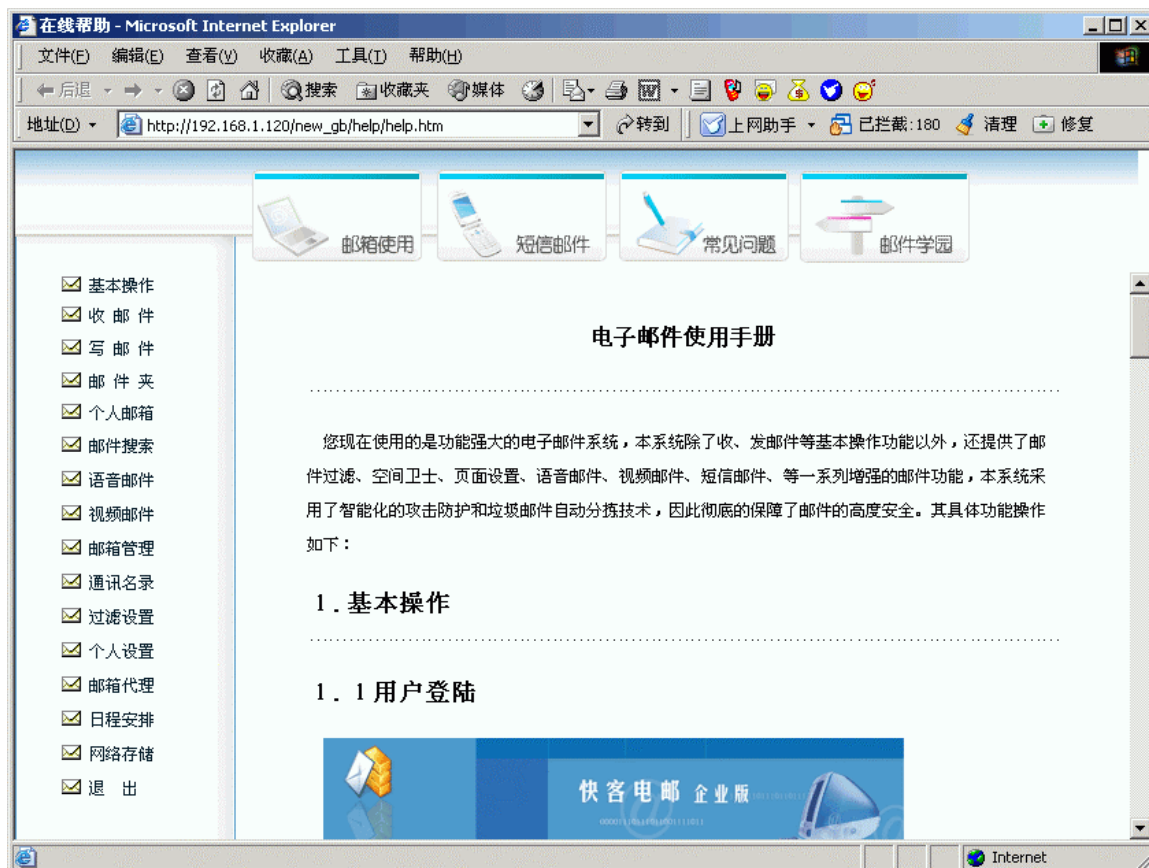 在线帮助 - Microsoft Internet Explorer
文件(F) 编辑(E) 查看(V) 收藏(A) 工具(T) 帮助(H)
后退 搜索 收藏夹 媒体
地址(D) http://192.168.1.120/new_gb/help/help.htm 转到 上网助手 已拦截:180 清理 修复
邮箱使用 短信邮件 常见问题 邮件学园
基本操作
收 邮 件
写 邮 件
邮 件 夹
个人邮箱
邮件搜索
语音邮件
视频邮件
邮箱管理
通讯名录
过滤设置
个人设置
邮箱代理
日程安排
网络存储
退 出
电子邮件使用手册
您现在使用的是功能强大的电子邮件系统，本系统除了收、发邮件等基本操作功能以外，还提供了邮
件过滤、空间卫士、页面设置、语音邮件、视频邮件、短信邮件、等一系列增强的邮件功能，本系统采
用了智能化的攻击防护和垃圾邮件自动分拣技术，因此彻底的保障了邮件的高度安全。其具体功能操作
如下：
1．基本操作
1．1用户登陆
快客电邮 企业版
Internet